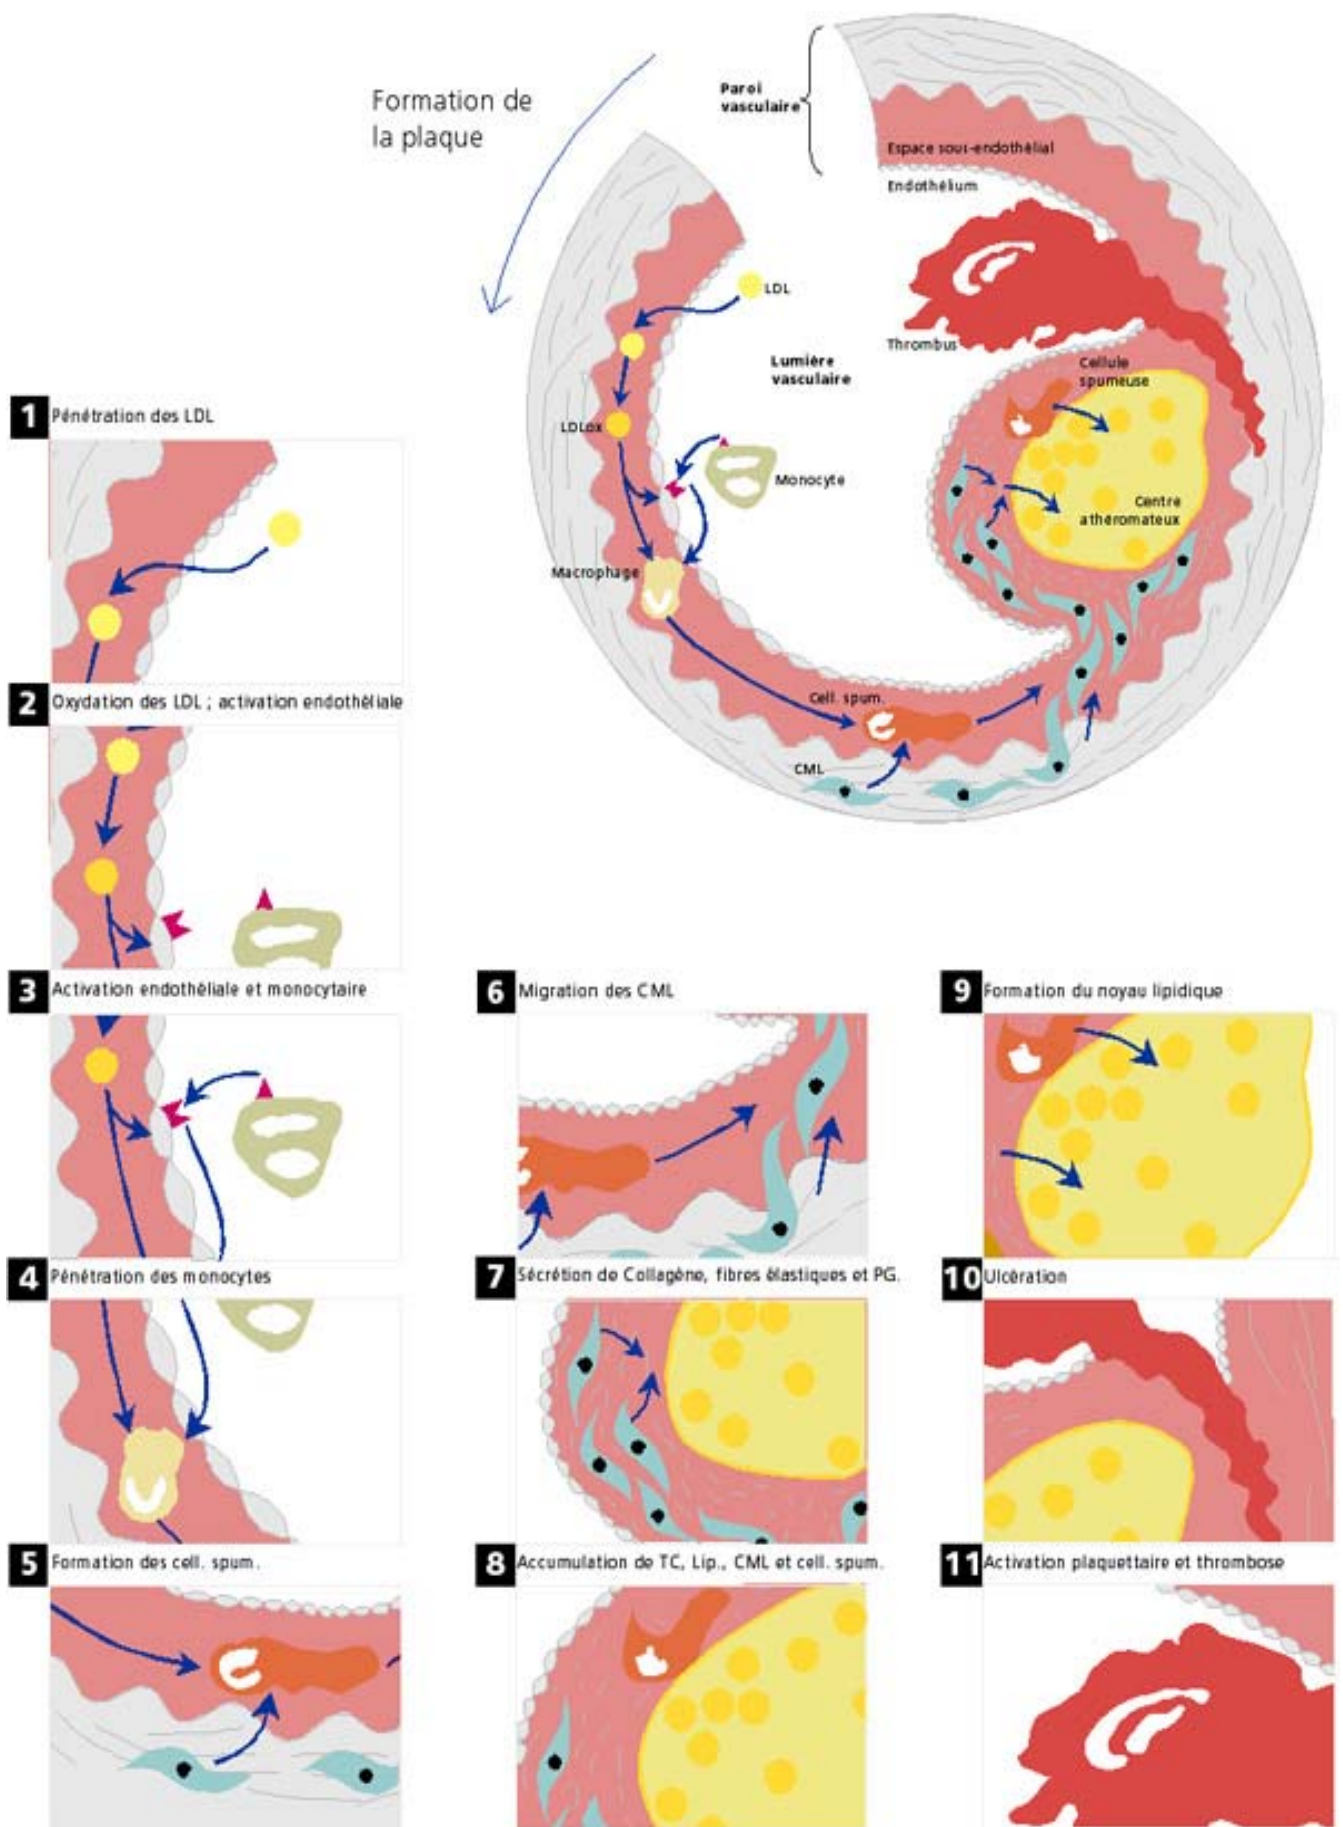 Formation de
la plaque
Paroi
vasculaire
Espace sous-endothélial
Endothélium
LDL
Thrombus
Lumière
vasculaire
Cellule
spumeuse
LDLox
Monocyte
Centre
athéromateux
Macrophage
Cell. spum.
CML
1 Pénétration des LDL
2 Oxydation des LDL ; activation endothéliale
3 Activation endothéliale et monocytaire
4 Pénétration des monocytes
5 Formation des cell. spum.
6 Migration des CML
7 Sécrétion de Collagène, fibres élastiques et PG.
8 Accumulation de TC, Lip., CML et cell. spum.
9 Formation du noyau lipidique
10 Ulcération
11 Activation plaquettaire et thrombose